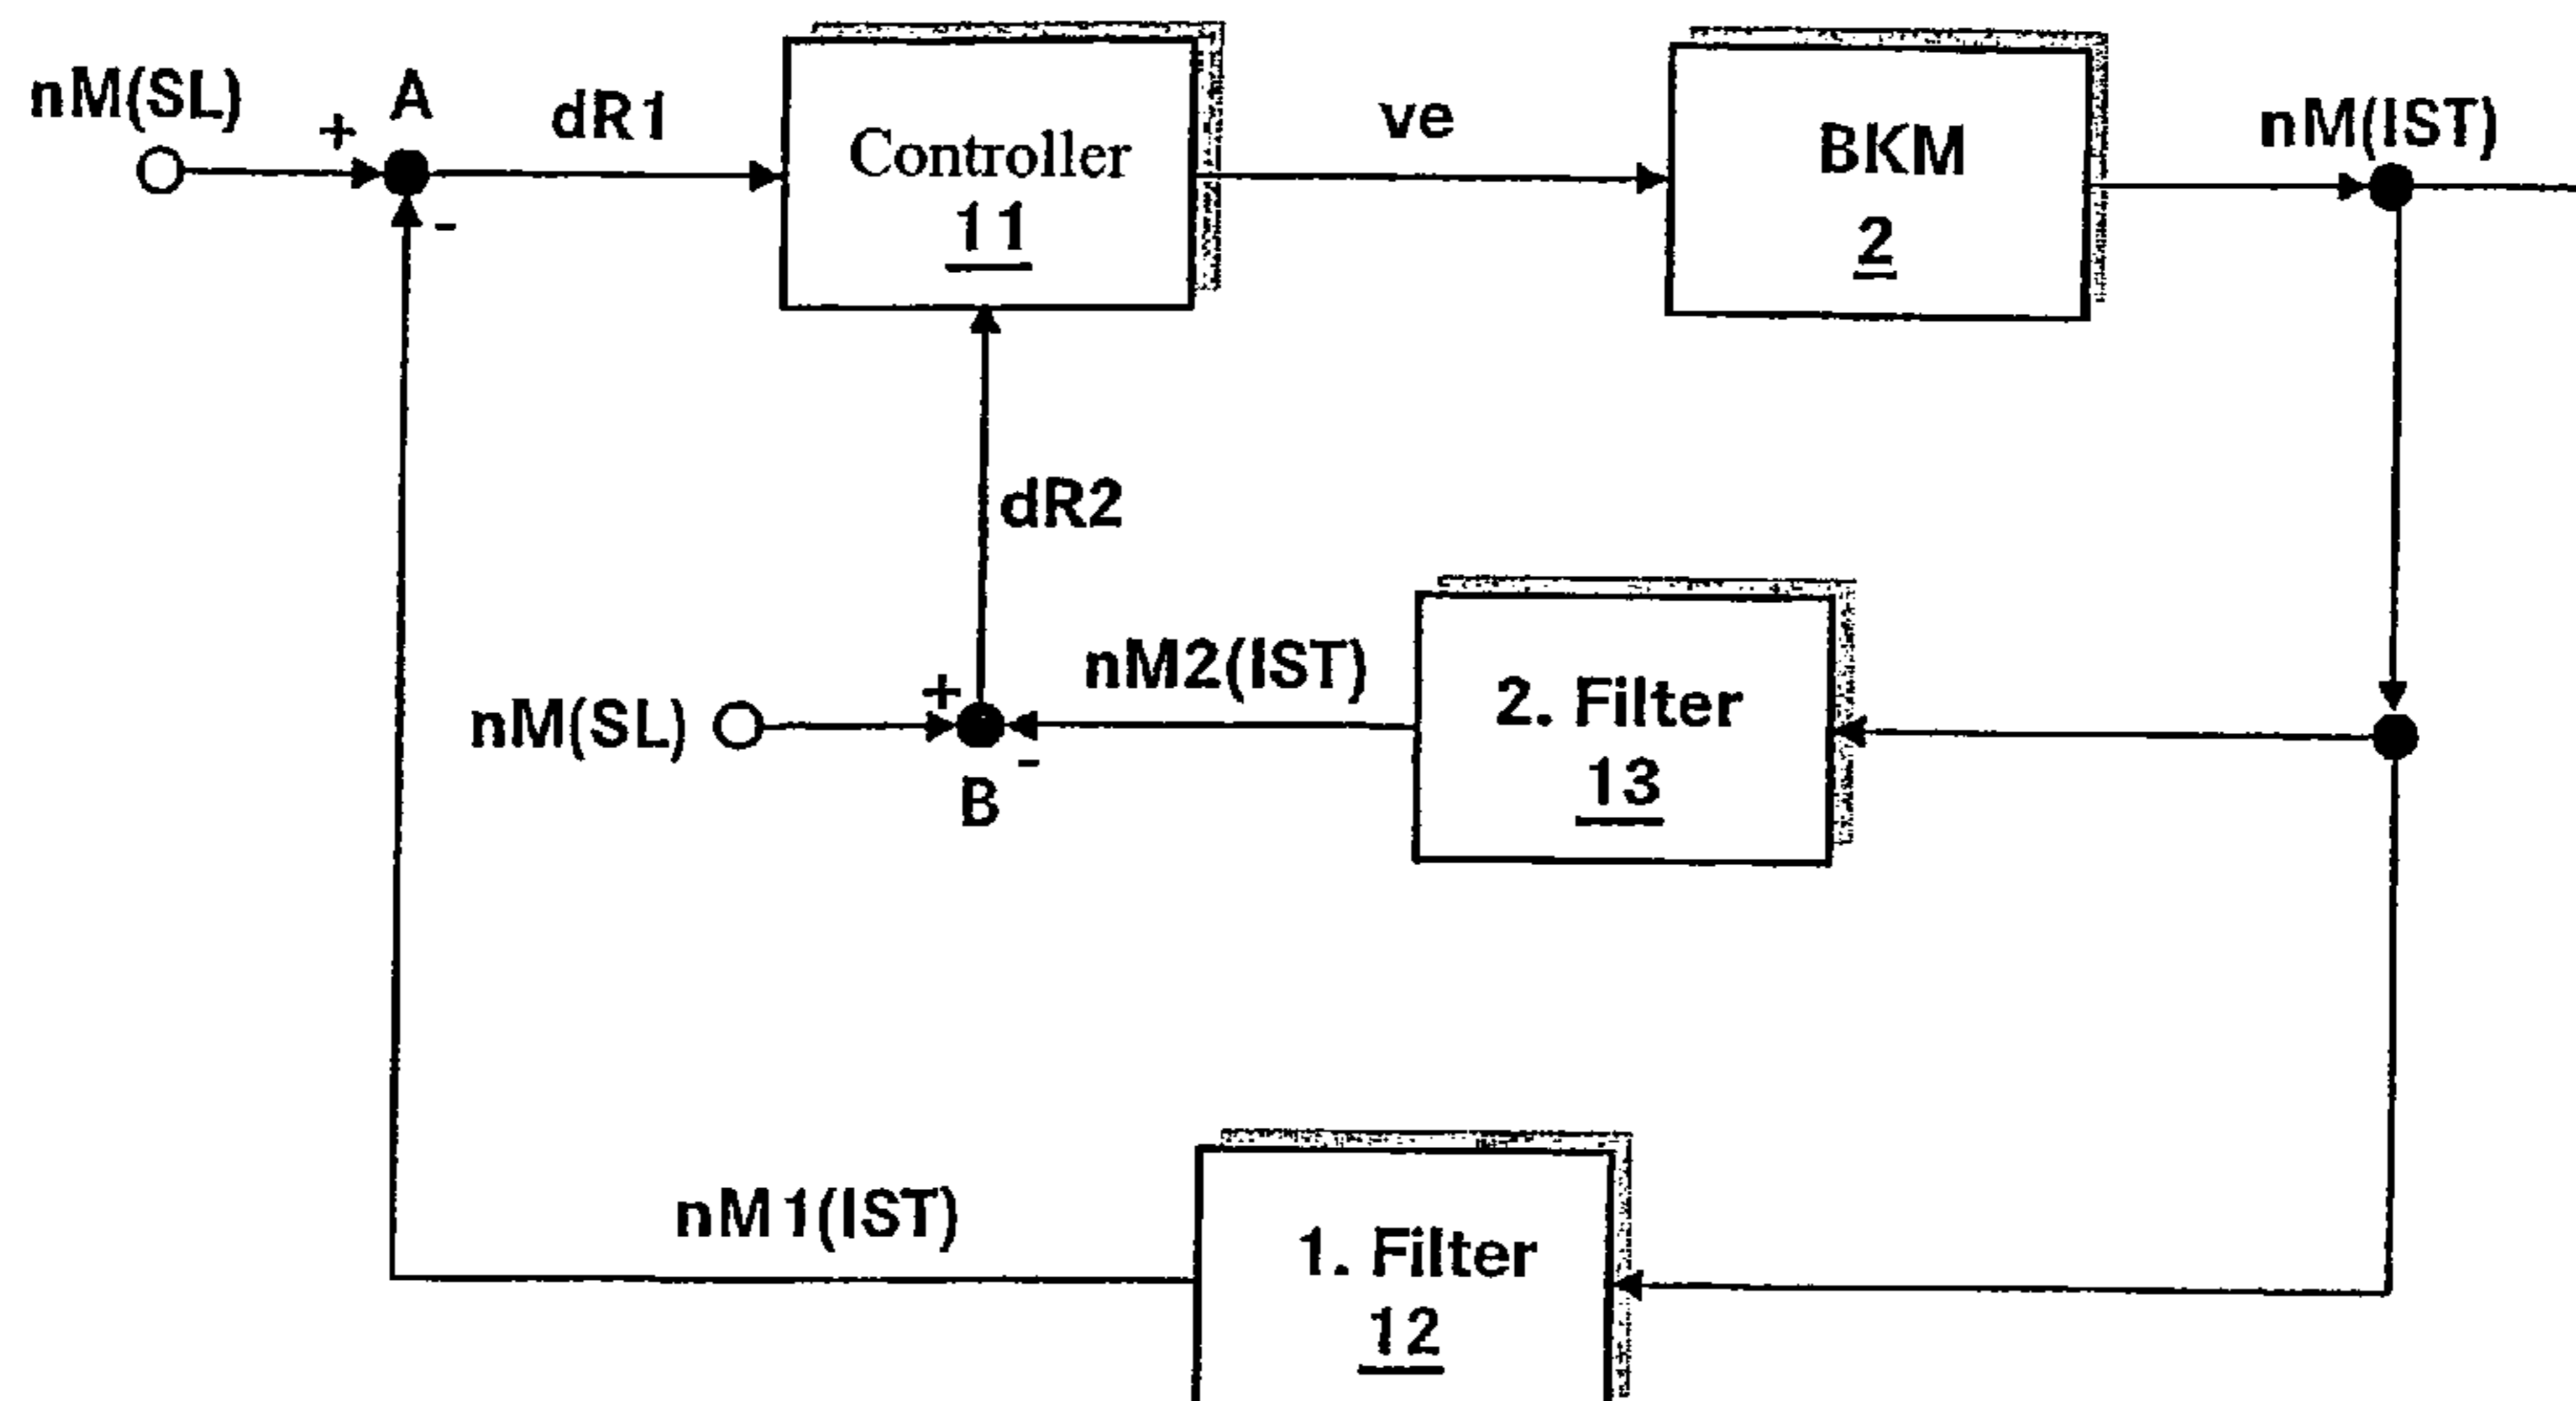 nM(SL)
+
A
-
dR1
Controller
11
ve
BKM
2
nM(IST)
dR2
nM(SL)
+
B
-
nM2(IST)
2. Filter
13
nM1(IST)
1. Filter
12